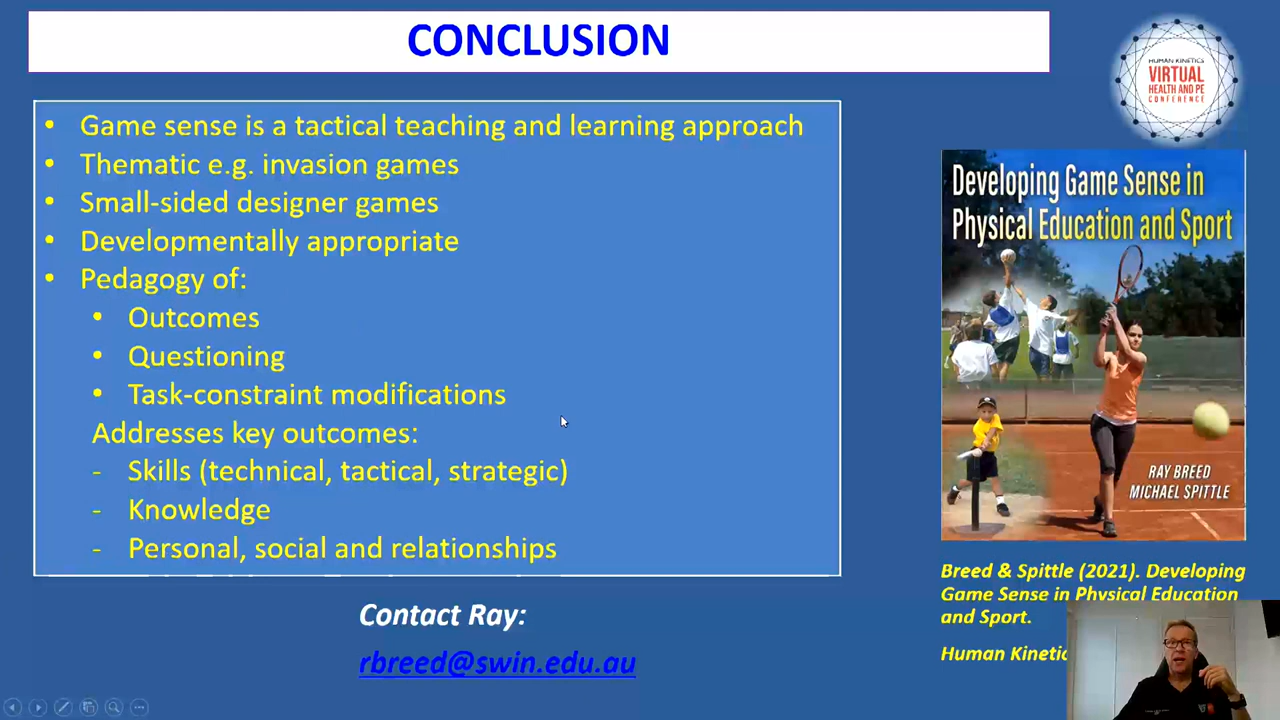 CONCLUSION
HUMAN KINETICS
VIRTUAL
HEALTH AND PE
CONFERENCE
• Game sense is a tactical teaching and learning approach
• Thematic e.g. invasion games
• Small-sided designer games
• Developmentally appropriate
• Pedagogy of:
• Outcomes
• Questioning
• Task-constraint modifications
Addresses key outcomes:
- Skills (technical, tactical, strategic)
- Knowledge
- Personal, social and relationships
Contact Ray:
rbreed@swin.edu.au
Developing Game Sense in
Physical Education and Sport
RAY BREED
MICHAEL SPITTLE
Breed & Spittle (2021). Developing
Game Sense in Physical Education
and Sport.
Human Kinetic